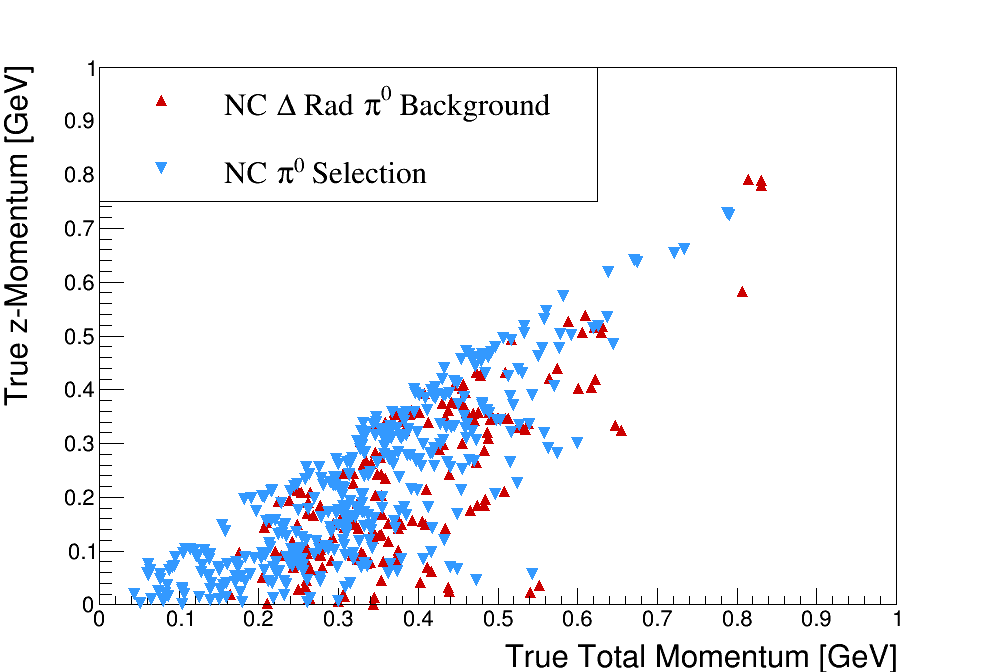 True z-Momentum [GeV]
1
0.9
0.8
0.7
0.6
0.5
0.4
0.3
0.2
0.1
0
NC Δ Rad π⁰ Background
NC π⁰ Selection
0 0.1 0.2 0.3 0.4 0.5 0.6 0.7 0.8 0.9 1
True Total Momentum [GeV]